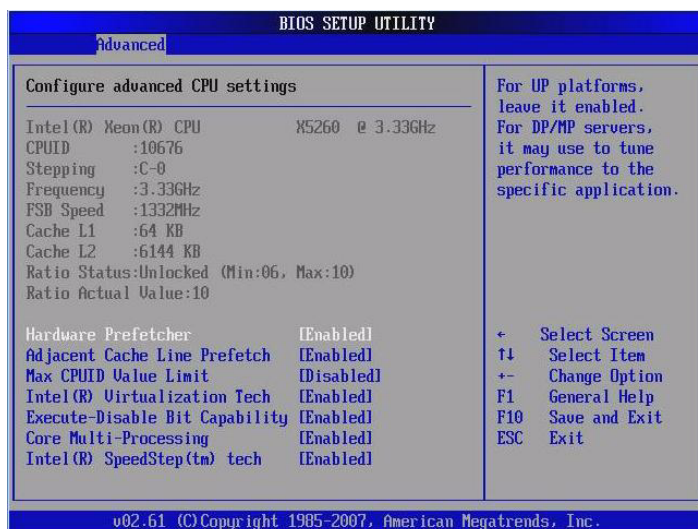 BIOS SETUP UTILITY
Advanced
Configure advanced CPU settings
Intel(R) Xeon(R) CPU X5260 @ 3.33GHz
CPUID :10676
Stepping :C-0
Frequency :3.33GHz
FSB Speed :1332MHz
Cache L1 :64 KB
Cache L2 :6144 KB
Ratio Status:Unlocked (Min:06, Max:10)
Ratio Actual Value:10
Hardware Prefetcher [Enabled]
Adjacent Cache Line Prefetch [Enabled]
Max CPUID Value Limit [Disabled]
Intel(R) Virtualization Tech [Enabled]
Execute-Disable Bit Capability [Enabled]
Core Multi-Processing [Enabled]
Intel(R) SpeedStep(tm) tech [Enabled]
For UP platforms,
leave it enabled.
For DP/MP servers,
it may use to tune
performance to the
specific application.
← Select Screen
↑↓ Select Item
+- Change Option
F1 General Help
F10 Save and Exit
ESC Exit
v02.61 (C)Copyright 1985-2007, American Megatrends, Inc.